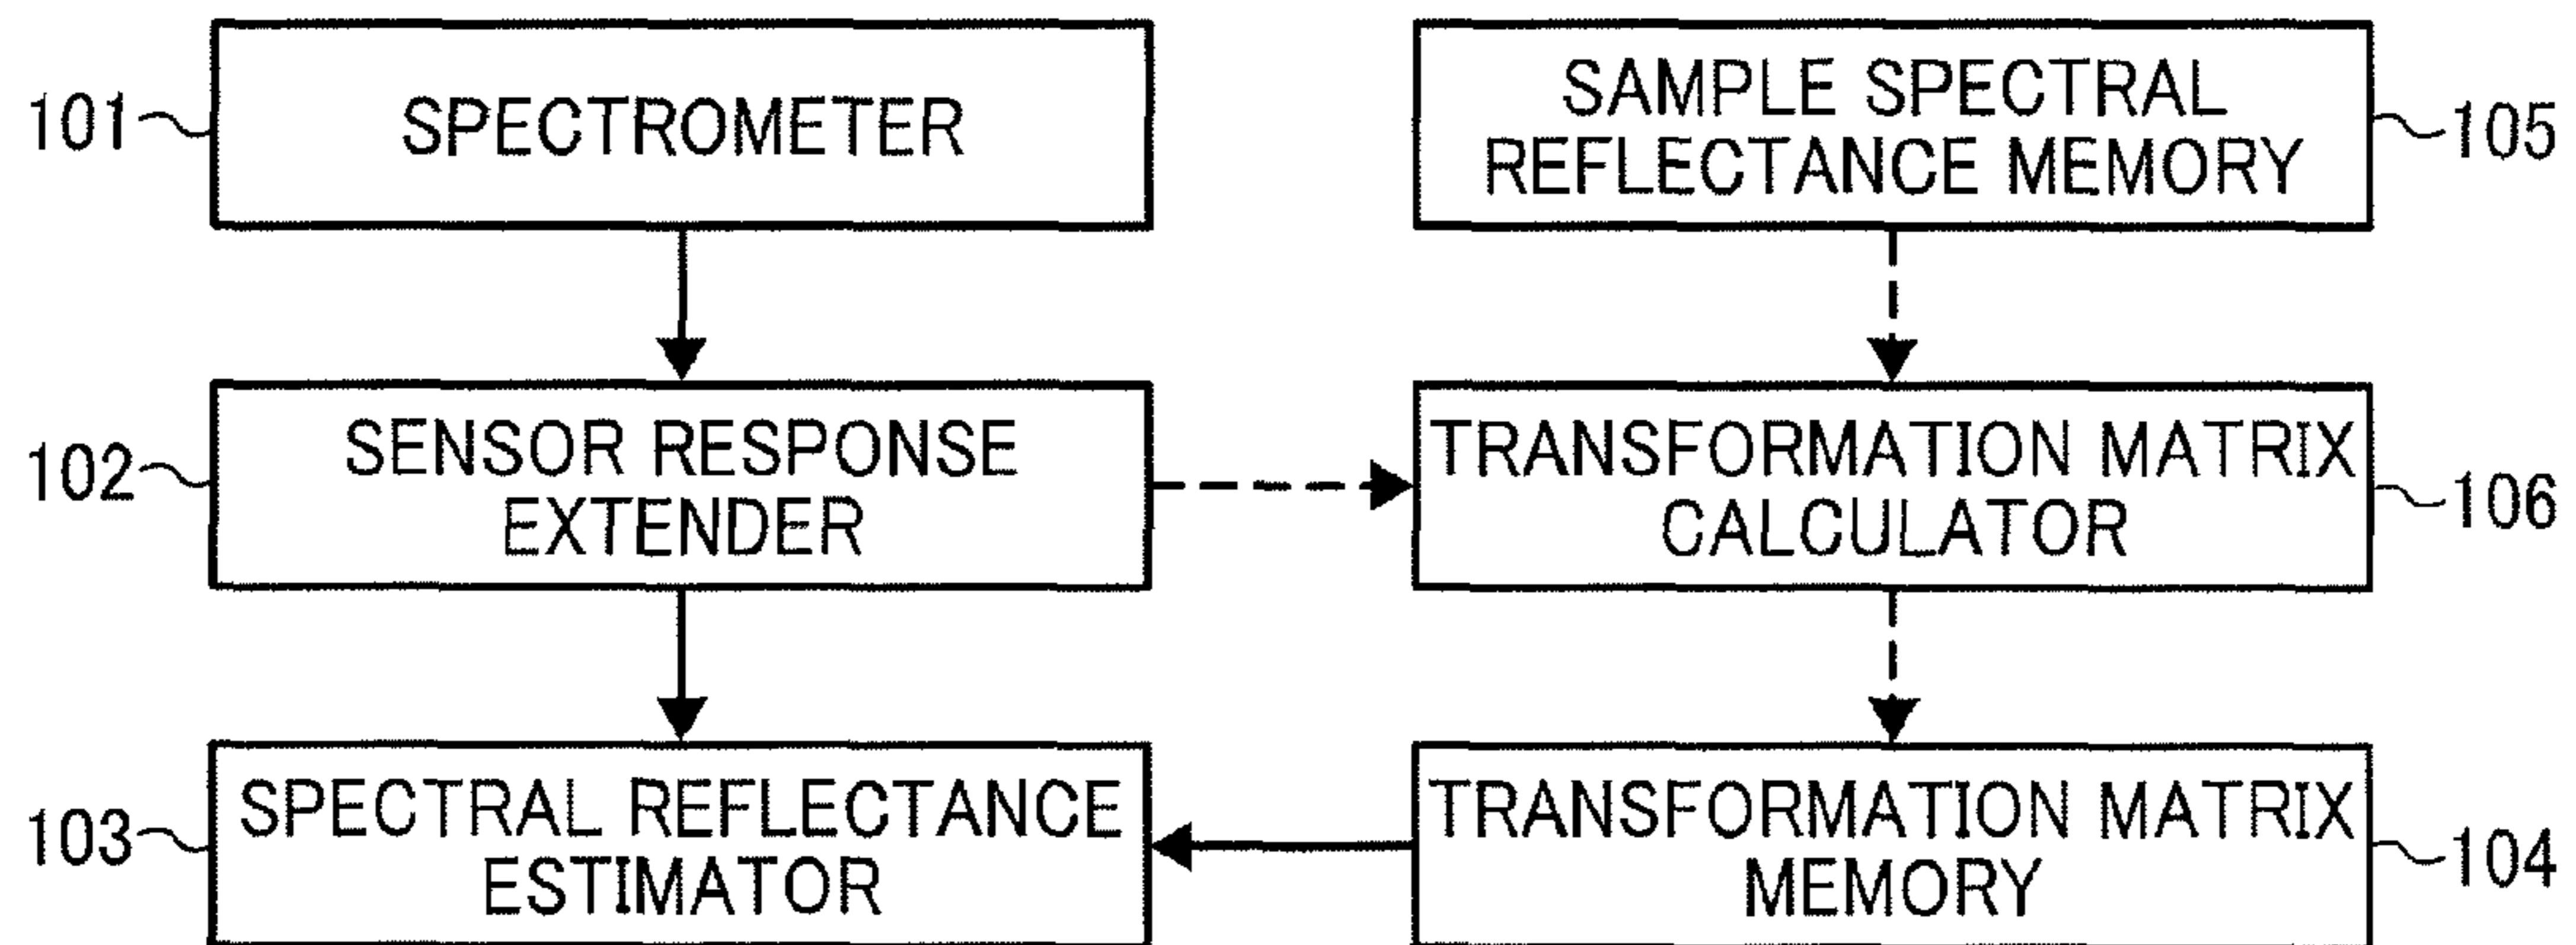 101
SPECTROMETER
SAMPLE SPECTRAL
REFLECTANCE MEMORY
105
102
SENSOR RESPONSE
EXTENDER
TRANSFORMATION MATRIX
CALCULATOR
106
103
SPECTRAL REFLECTANCE
ESTIMATOR
TRANSFORMATION MATRIX
MEMORY
104